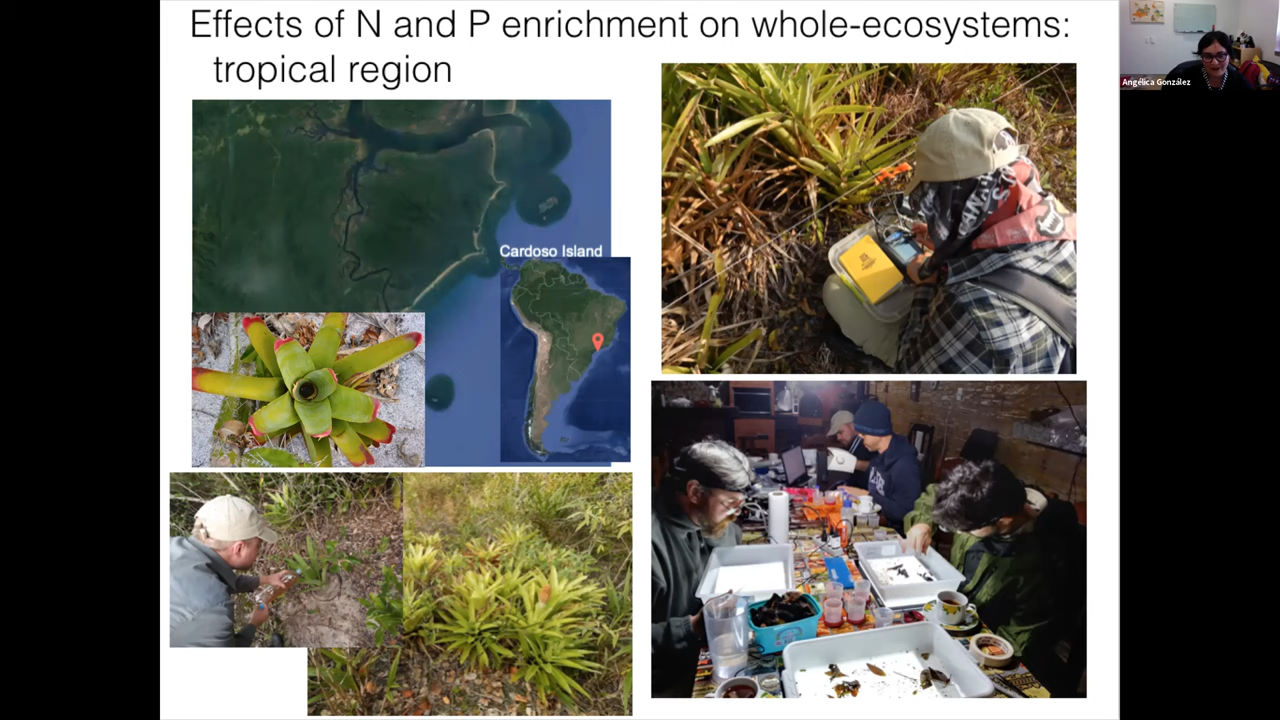 Effects of N and P enrichment on whole-ecosystems:
tropical region
Angélica González
Cardoso Island